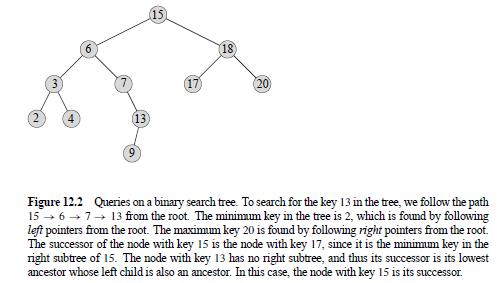 15
6 18
3 7 17 20
2 4 13
9
Figure 12.2 Queries on a binary search tree. To search for the key 13 in the tree, we follow the path
15 → 6 → 7 → 13 from the root. The minimum key in the tree is 2, which is found by following
left pointers from the root. The maximum key 20 is found by following right pointers from the root.
The successor of the node with key 15 is the node with key 17, since it is the minimum key in the
right subtree of 15. The node with key 13 has no right subtree, and thus its successor is its lowest
ancestor whose left child is also an ancestor. In this case, the node with key 15 is its successor.